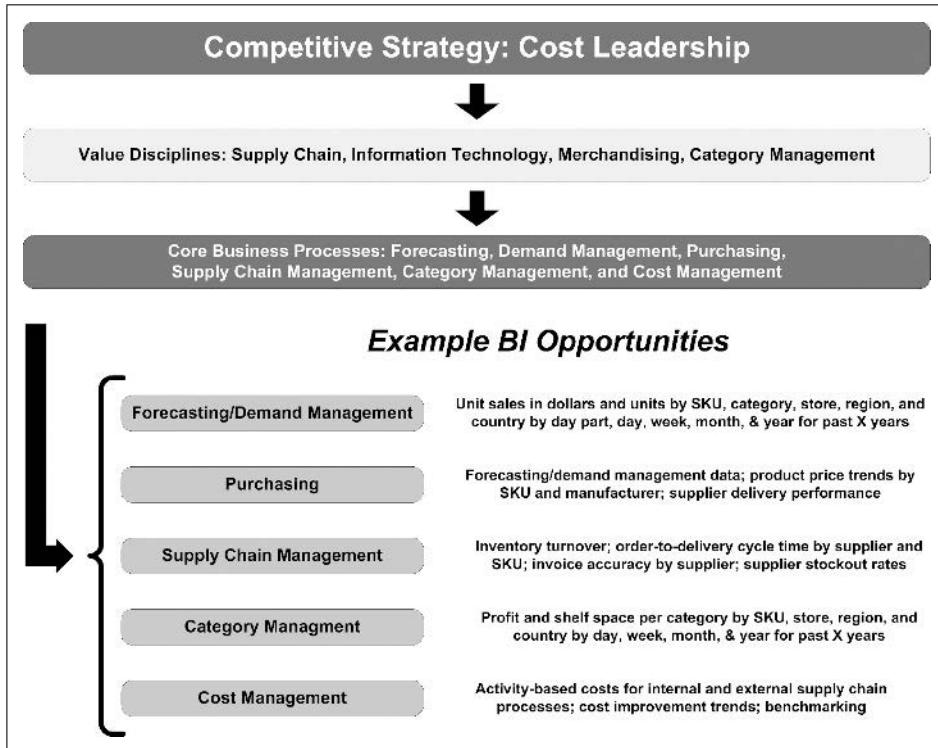 Competitive Strategy: Cost Leadership
Value Disciplines: Supply Chain, Information Technology, Merchandising, Category Management
Core Business Processes: Forecasting, Demand Management, Purchasing,
Supply Chain Management, Category Management, and Cost Management
Example BI Opportunities
Forecasting/Demand Management
Unit sales in dollars and units by SKU, category, store, region, and
country by day part, day, week, month, & year for past X years
Purchasing
Forecasting/demand management data; product price trends by
SKU and manufacturer; supplier delivery performance
Supply Chain Management
Inventory turnover; order-to-delivery cycle time by supplier and
SKU; invoice accuracy by supplier; supplier stockout rates
Category Managment
Profit and shelf space per category by SKU, store, region, and
country by day, week, month, & year for past X years
Cost Management
Activity-based costs for internal and external supply chain
processes; cost improvement trends; benchmarking